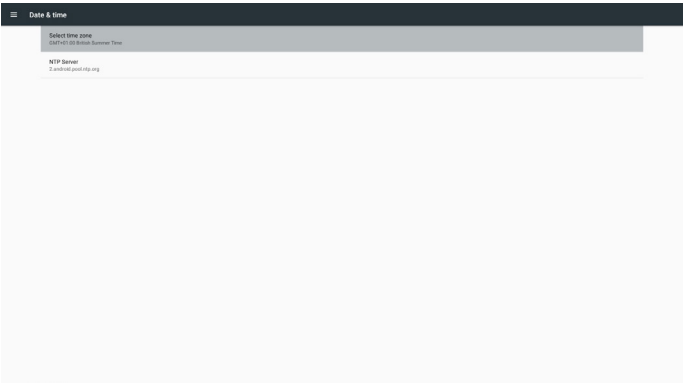 Date & time
Select time zone
GMT+01:00 British Summer Time
NTP Server
2.android.pool.ntp.org